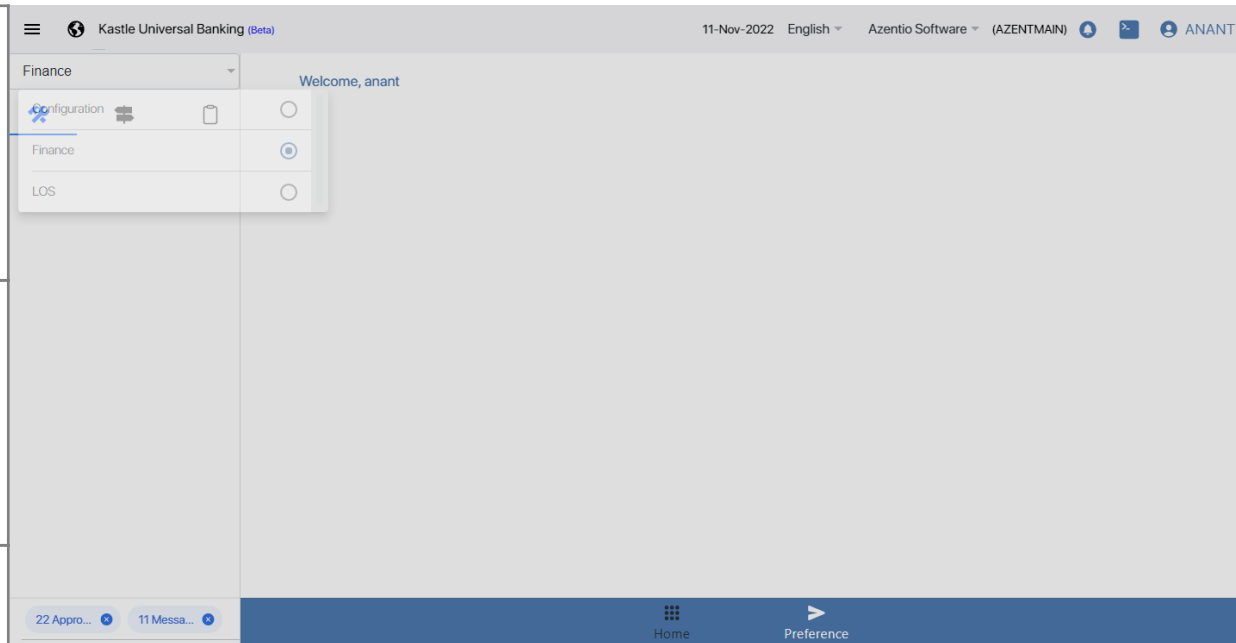 Kastle Universal Banking (Beta)
11-Nov-2022 English Azentio Software (AZENTMAIN) ANANT
Finance
Welcome, anant
Configuration
Finance
LOS
22 Appro... 11 Messa...
Home Preference